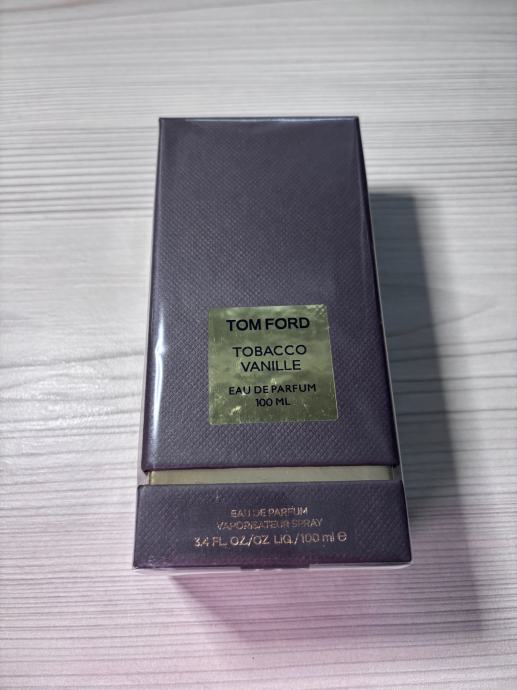 TOM FORD
TOBACCO
VANILLE
EAU DE PARFUM
100 ML
EAU DE PARFUM
VAPORISATEUR SPRAY
3.4 FL. OZ./OZ. LIQ./100 ml ℮